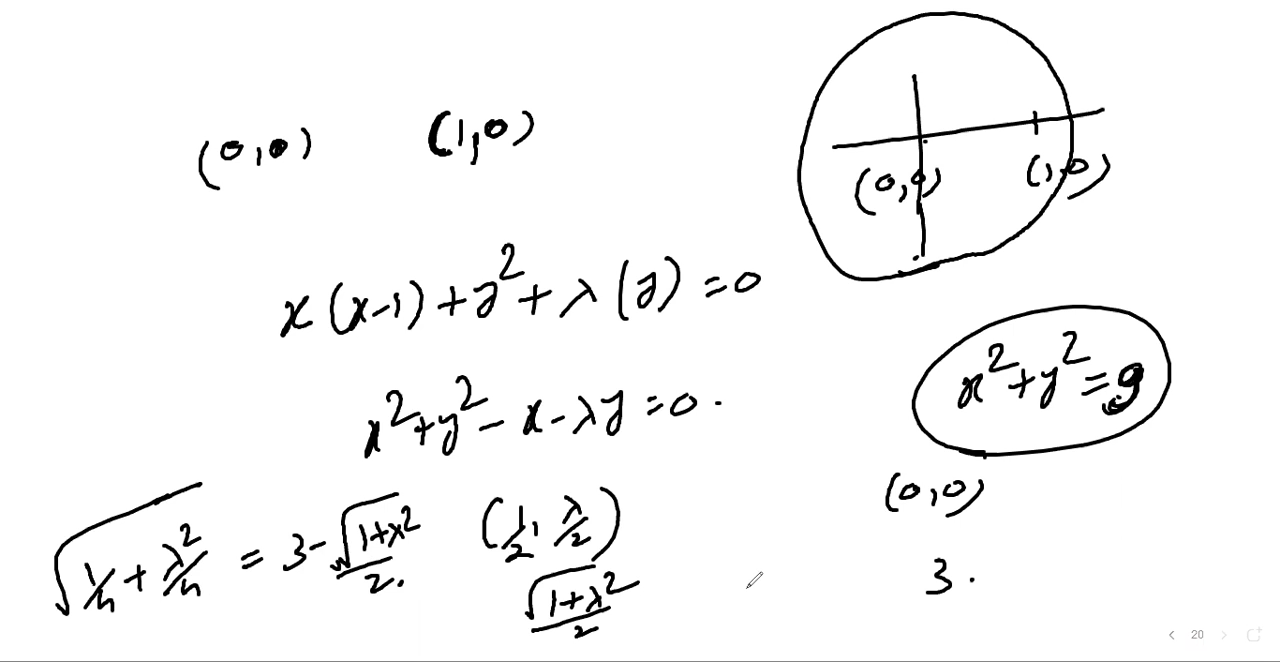 (0,0) (1,0)
(0,0) (1,0)
x(x-1)+y²+λ(y)=0
x²+y²=9
x²+y²-x-λy=0.
(0,0)
√(1/4+λ²/4) = 3-√(1+λ²)/2. (1/2, λ/2)
√(1+λ²)/2
3.
20